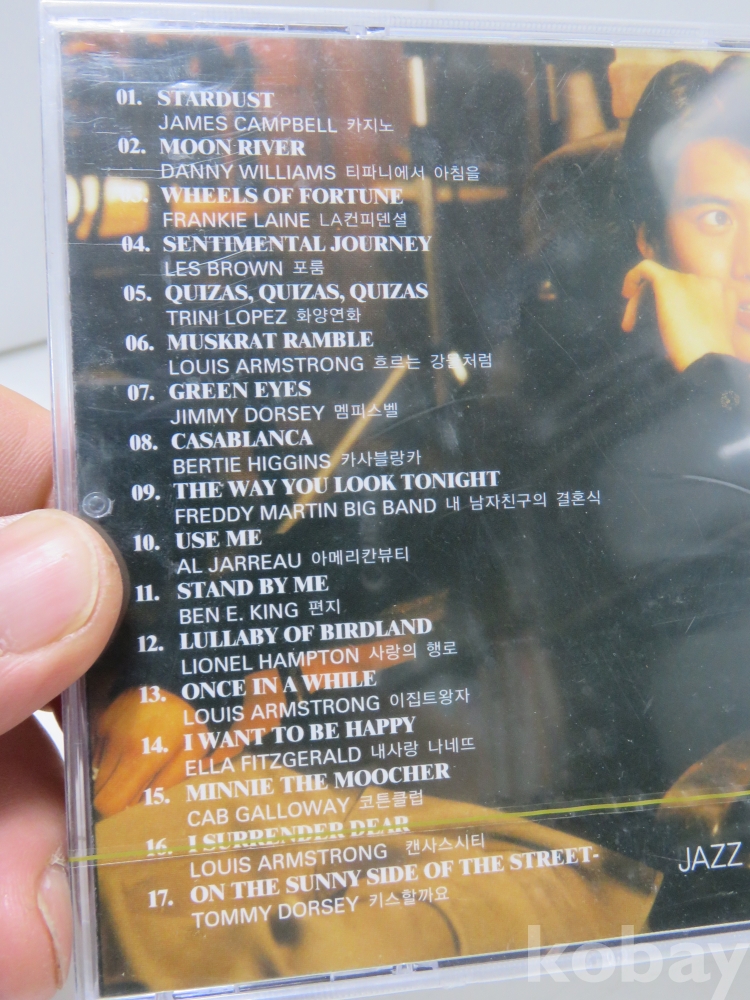 01. STARDUST
JAMES CAMPBELL 카지노
02. MOON RIVER
DANNY WILLIAMS 티파니에서 아침을
03. WHEELS OF FORTUNE
FRANKIE LAINE LA컨피덴셜
04. SENTIMENTAL JOURNEY
LES BROWN 포룸
05. QUIZAS, QUIZAS, QUIZAS
TRINI LOPEZ 화양연화
06. MUSKRAT RAMBLE
LOUIS ARMSTRONG 흐르는 강물처럼
07. GREEN EYES
JIMMY DORSEY 멤피스벨
08. CASABLANCA
BERTIE HIGGINS 카사블랑카
09. THE WAY YOU LOOK TONIGHT
FREDDY MARTIN BIG BAND 내 남자친구의 결혼식
10. USE ME
AL JARREAU 아메리칸뷰티
11. STAND BY ME
BEN E. KING 편지
12. LULLABY OF BIRDLAND
LIONEL HAMPTON 사랑의 행로
13. ONCE IN A WHILE
LOUIS ARMSTRONG 이집트왕자
14. I WANT TO BE HAPPY
ELLA FITZGERALD 내사랑 나네뜨
15. MINNIE THE MOOCHER
CAB GALLOWAY 코튼클럽
16. I SURRENDER DEAR
LOUIS ARMSTRONG 캔사스시티
17. ON THE SUNNY SIDE OF THE STREET-
TOMMY DORSEY 키스할까요
JAZZ
kobay